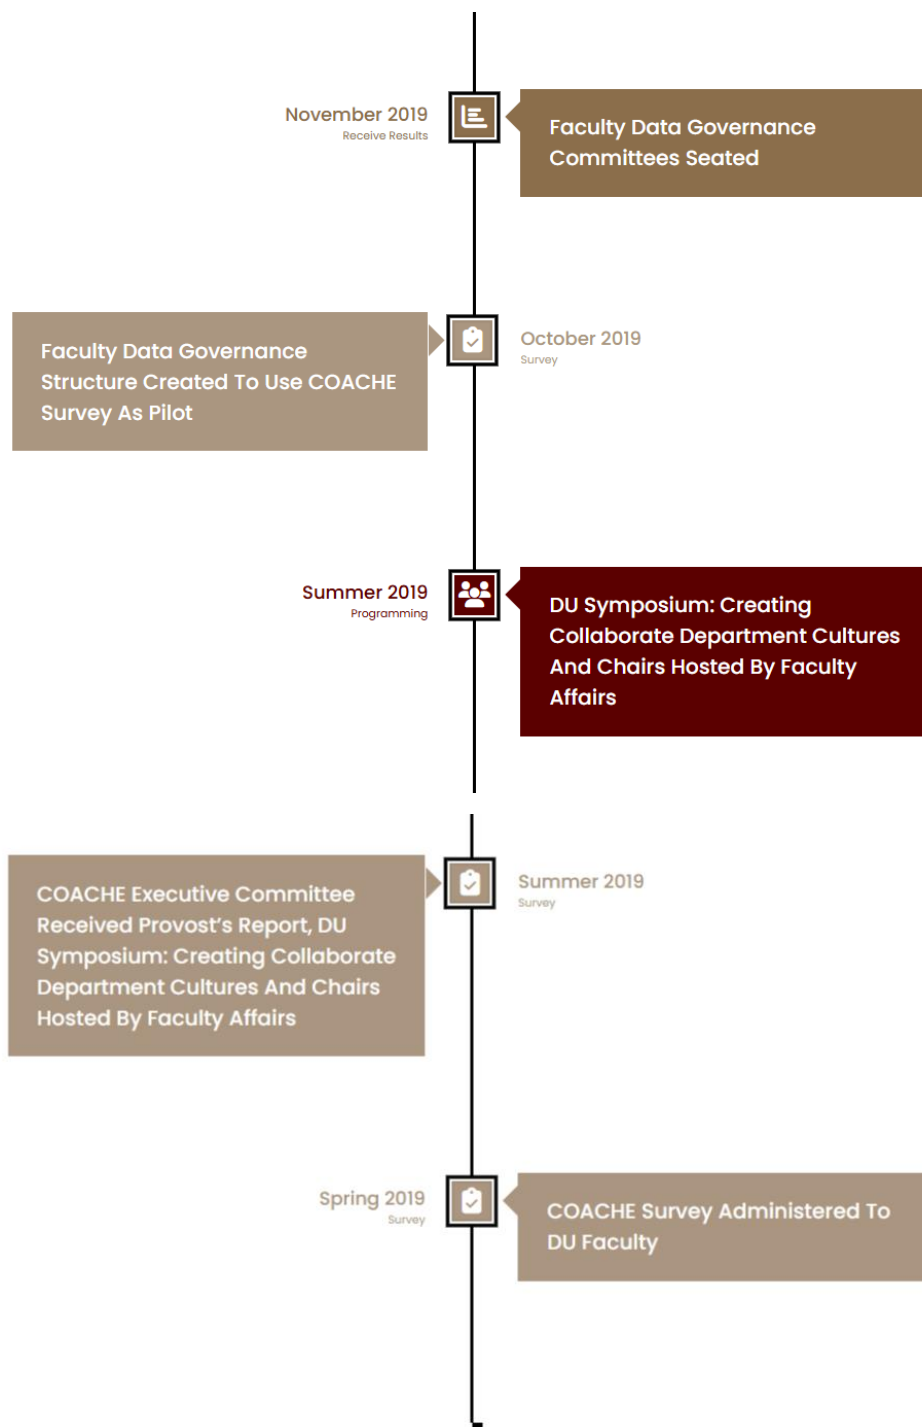 November 2019
Receive Results
Faculty Data Governance
Committees Seated
Faculty Data Governance
Structure Created To Use COACHE
Survey As Pilot
October 2019
Survey
Summer 2019
Programming
DU Symposium: Creating
Collaborate Department Cultures
And Chairs Hosted By Faculty
Affairs
COACHE Executive Committee
Received Provost’s Report, DU
Symposium: Creating Collaborate
Department Cultures And Chairs
Hosted By Faculty Affairs
Summer 2019
Survey
Spring 2019
Survey
COACHE Survey Administered To
DU Faculty